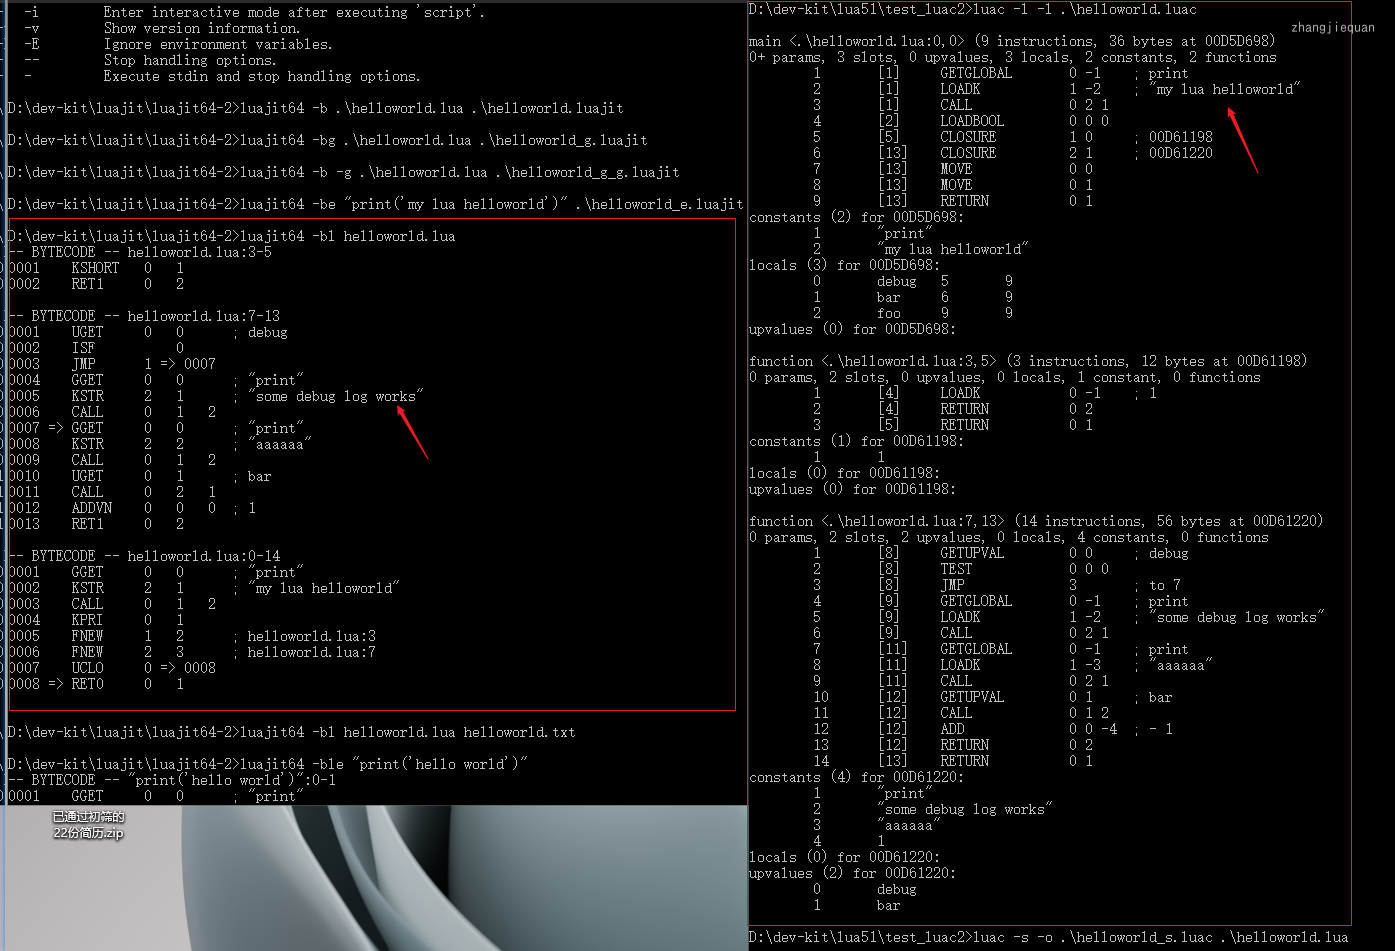 -i Enter interactive mode after executing 'script'.
-v Show version information.
-E Ignore environment variables.
-- Stop handling options.
- Execute stdin and stop handling options.
D:\dev-kit\luajit\luajit64-2>luajit64 -b .\helloworld.lua .\helloworld.luajit
D:\dev-kit\luajit\luajit64-2>luajit64 -bg .\helloworld.lua .\helloworld_g.luajit
D:\dev-kit\luajit\luajit64-2>luajit64 -b -g .\helloworld.lua .\helloworld_g_g.luajit
D:\dev-kit\luajit\luajit64-2>luajit64 -be "print('my lua helloworld')" .\helloworld_e.luajit
D:\dev-kit\luajit\luajit64-2>luajit64 -bl helloworld.lua
-- BYTECODE -- helloworld.lua:3-5
0001 KSHORT 0 1
0002 RET1 0 2
-- BYTECODE -- helloworld.lua:7-13
0001 UGET 0 0 ; debug
0002 ISF 0
0003 JMP 1 => 0007
0004 GGET 0 0 ; "print"
0005 KSTR 2 1 ; "some debug log works"
0006 CALL 0 1 2
0007 => GGET 0 0 ; "print"
0008 KSTR 2 2 ; "aaaaaa"
0009 CALL 0 1 2
0010 UGET 0 1 ; bar
0011 CALL 0 2 1
0012 ADDVN 0 0 0 ; 1
0013 RET1 0 2
-- BYTECODE -- helloworld.lua:0-14
0001 GGET 0 0 ; "print"
0002 KSTR 2 1 ; "my lua helloworld"
0003 CALL 0 1 2
0004 KPRI 0 1
0005 FNEW 1 2 ; helloworld.lua:3
0006 FNEW 2 3 ; helloworld.lua:7
0007 UCLO 0 => 0008
0008 => RET0 0 1
D:\dev-kit\luajit\luajit64-2>luajit64 -bl helloworld.lua helloworld.txt
D:\dev-kit\luajit\luajit64-2>luajit64 -ble "print('hello world')"
-- BYTECODE -- "print('hello world')":0-1
0001 GGET 0 0 ; "print"
已通过初筛的
22份简历.zip
D:\dev-kit\lua51\test_luac2>luac -l -l .\helloworld.luac
zhangjiequan
main <.\helloworld.lua:0,0> (9 instructions, 36 bytes at 00D5D698)
0+ params, 3 slots, 0 upvalues, 3 locals, 2 constants, 2 functions
1 [1] GETGLOBAL 0 -1 ; print
2 [1] LOADK 1 -2 ; "my lua helloworld"
3 [1] CALL 0 2 1
4 [2] LOADBOOL 0 0 0
5 [5] CLOSURE 1 0 ; 00D61198
6 [13] CLOSURE 2 1 ; 00D61220
7 [13] MOVE 0 0
8 [13] MOVE 0 1
9 [13] RETURN 0 1
constants (2) for 00D5D698:
1 "print"
2 "my lua helloworld"
locals (3) for 00D5D698:
0 debug 5 9
1 bar 6 9
2 foo 9 9
upvalues (0) for 00D5D698:
function <.\helloworld.lua:3,5> (3 instructions, 12 bytes at 00D61198)
0 params, 2 slots, 0 upvalues, 0 locals, 1 constant, 0 functions
1 [4] LOADK 0 -1 ; 1
2 [4] RETURN 0 2
3 [5] RETURN 0 1
constants (1) for 00D61198:
1 1
locals (0) for 00D61198:
upvalues (0) for 00D61198:
function <.\helloworld.lua:7,13> (14 instructions, 56 bytes at 00D61220)
0 params, 2 slots, 2 upvalues, 0 locals, 4 constants, 0 functions
1 [8] GETUPVAL 0 0 ; debug
2 [8] TEST 0 0 0
3 [8] JMP 3 ; to 7
4 [9] GETGLOBAL 0 -1 ; print
5 [9] LOADK 1 -2 ; "some debug log works"
6 [9] CALL 0 2 1
7 [11] GETGLOBAL 0 -1 ; print
8 [11] LOADK 1 -3 ; "aaaaaa"
9 [11] CALL 0 2 1
10 [12] GETUPVAL 0 1 ; bar
11 [12] CALL 0 1 2
12 [12] ADD 0 0 -4 ; - 1
13 [12] RETURN 0 2
14 [13] RETURN 0 1
constants (4) for 00D61220:
1 "print"
2 "some debug log works"
3 "aaaaaa"
4 1
locals (0) for 00D61220:
upvalues (2) for 00D61220:
0 debug
1 bar
D:\dev-kit\lua51\test_luac2>luac -s -o .\helloworld_s.luac .\helloworld.lua